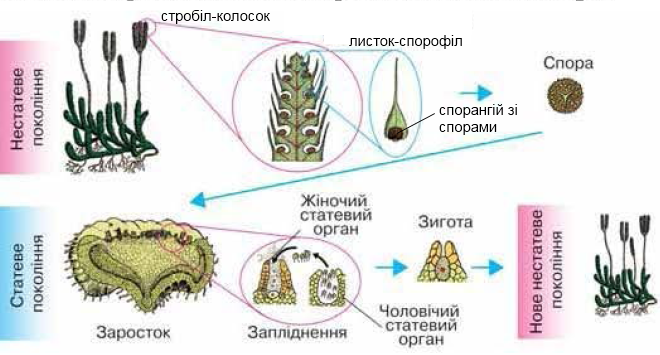 стробіл-колосок
листок-спорофіл
Спора
Нестатеве
покоління
спорангій зі
спорами
Жіночий
статевий
орган
Зигота
Статеве
покоління
Нове нестатеве
покоління
Заросток
Запліднення
Чоловічий
статевий
орган